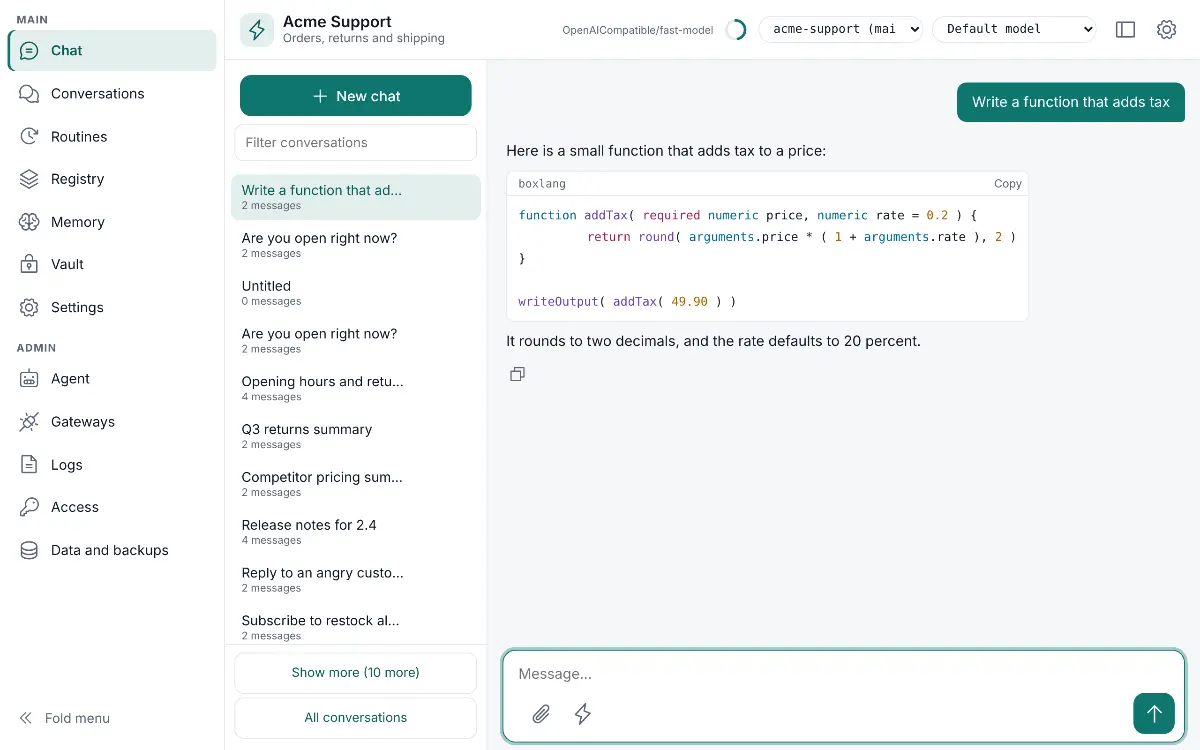 MAIN
Chat
Conversations
Routines
Registry
Memory
Vault
Settings
ADMIN
Agent
Gateways
Logs
Access
Data and backups
Fold menu
Acme Support
Orders, returns and shipping
OpenAICompatible/fast-model
acme-support (mai
Default model
New chat
Filter conversations
Write a function that ad...
2 messages
Are you open right now?
2 messages
Untitled
0 messages
Are you open right now?
2 messages
Opening hours and retu...
4 messages
Q3 returns summary
2 messages
Competitor pricing sum...
2 messages
Release notes for 2.4
4 messages
Reply to an angry custo...
2 messages
Subscribe to restock al...
2 messages
Show more (10 more)
All conversations
Write a function that adds tax
Here is a small function that adds tax to a price:
boxlang
Copy
function addTax( required numeric price, numeric rate = 0.2 ) {
return round( arguments.price * ( 1 + arguments.rate ), 2 )
}
writeOutput( addTax( 49.90 ) )
It rounds to two decimals, and the rate defaults to 20 percent.
Message...